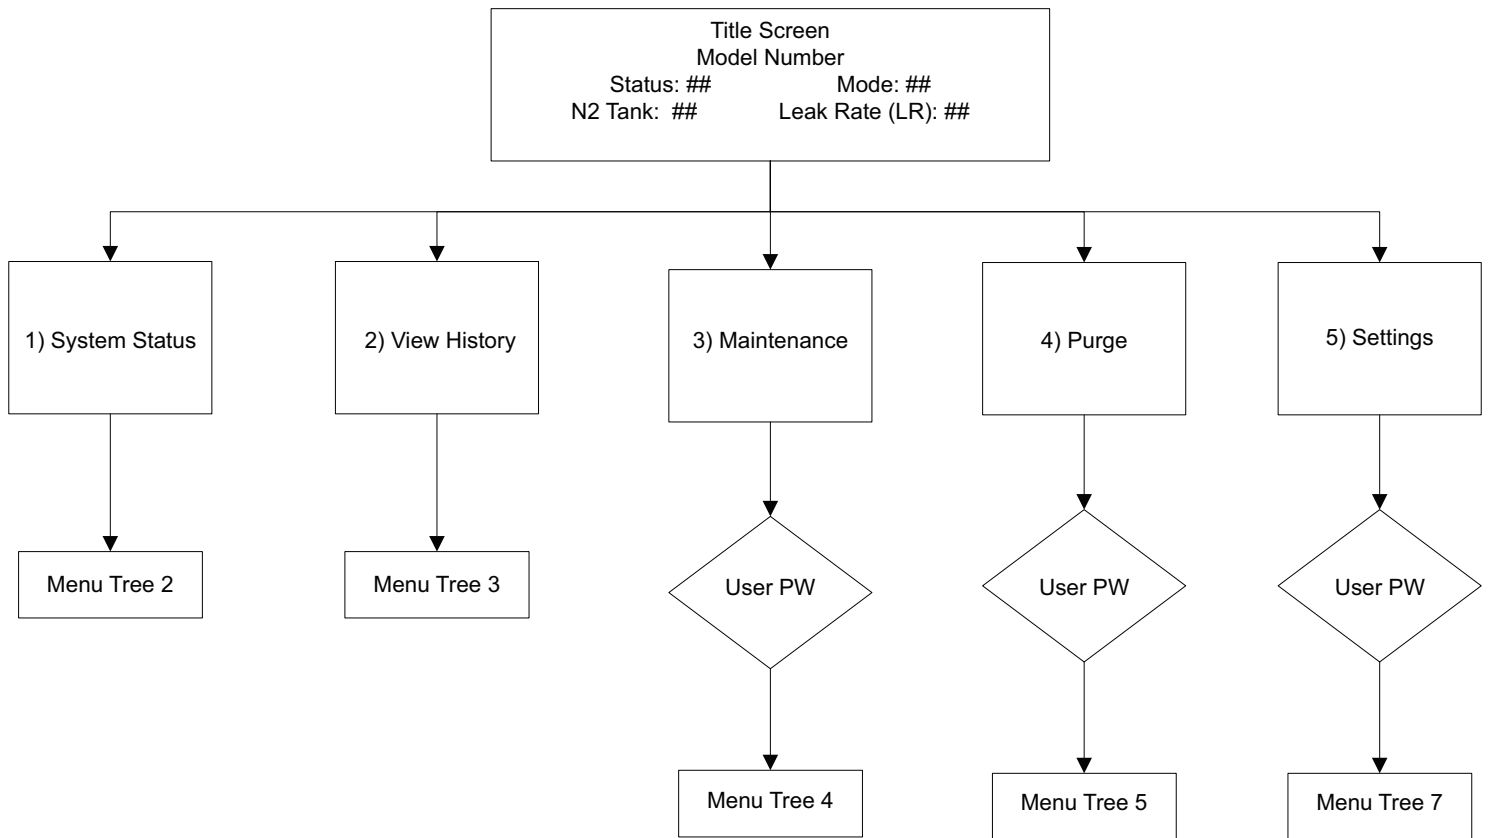 Title Screen
Model Number
Status: ## Mode: ##
N2 Tank: ## Leak Rate (LR): ##
1) System Status
2) View History
3) Maintenance
4) Purge
5) Settings
Menu Tree 2
Menu Tree 3
User PW
User PW
User PW
Menu Tree 4
Menu Tree 5
Menu Tree 7